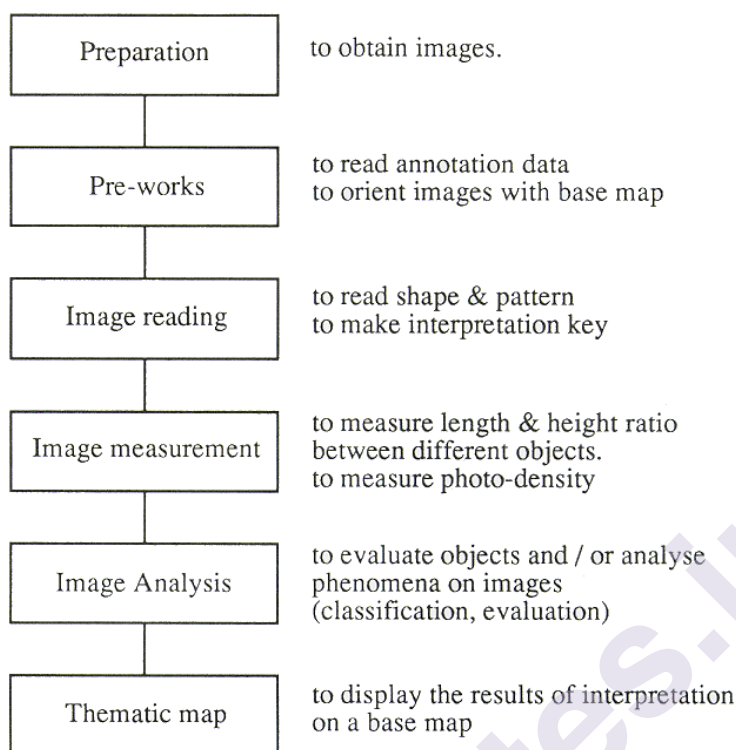 Preparation
to obtain images.
Pre-works
to read annotation data
to orient images with base map
Image reading
to read shape & pattern
to make interpretation key
Image measurement
to measure length & height ratio
between different objects.
to measure photo-density
Image Analysis
to evaluate objects and / or analyse
phenomena on images
(classification, evaluation)
Thematic map
to display the results of interpretation
on a base map